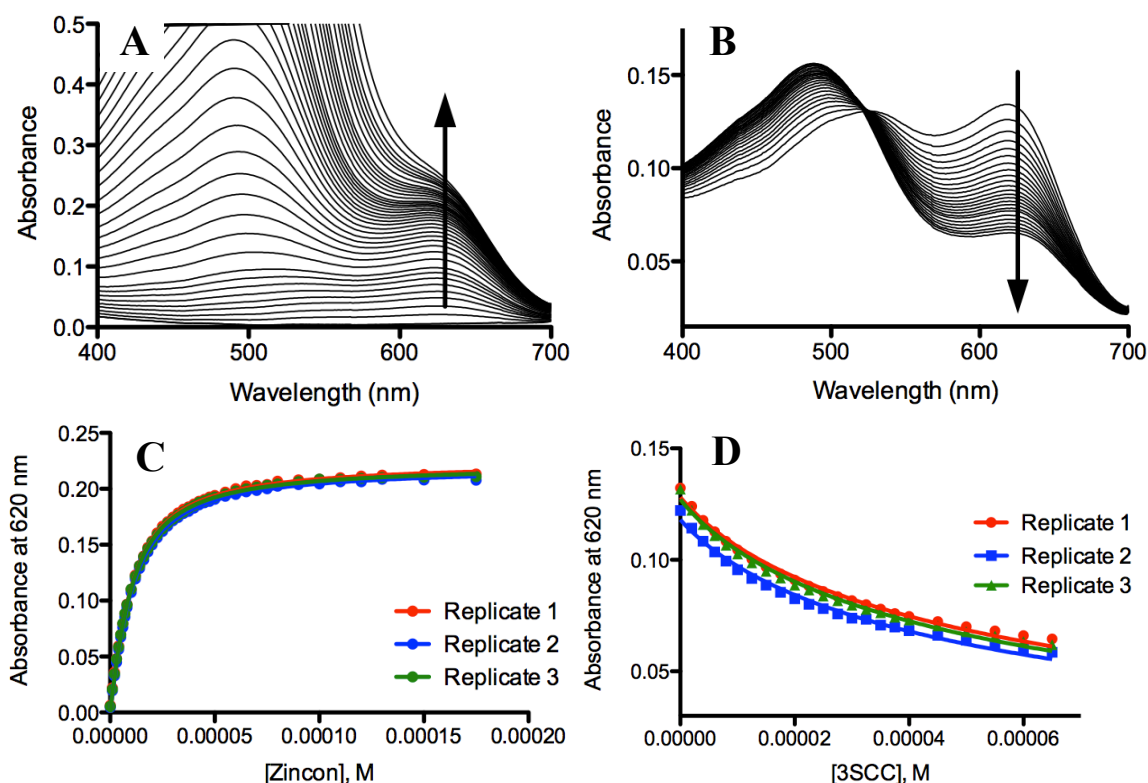 A
0.5
0.4
0.3
0.2
0.1
0.0
Absorbance
400
500
600
700
Wavelength (nm)
B
0.15
0.10
0.05
Absorbance
400
500
600
700
Wavelength (nm)
C
0.25
0.20
0.15
0.10
0.05
0.00
Absorbance at 620 nm
Replicate 1
Replicate 2
Replicate 3
0.00000
0.00005
0.00010
0.00015
0.00020
[Zincon], M
D
0.15
0.10
0.05
Absorbance at 620 nm
Replicate 1
Replicate 2
Replicate 3
0.00000
0.00002
0.00004
0.00006
[3SCC], M